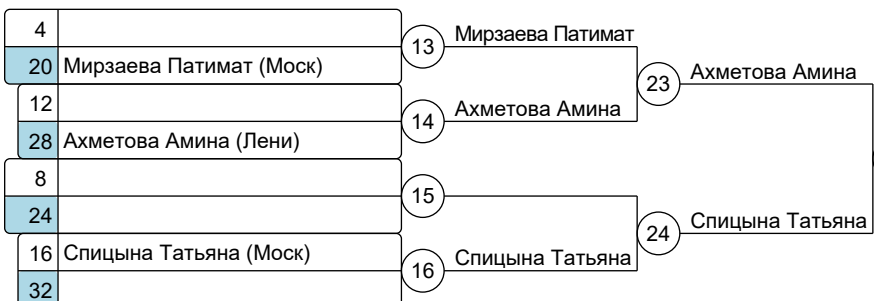 4
20 Мирзаева Патимат (Моск)
12
28 Ахметова Амина (Лени)
8
24
16 Спицына Татьяна (Моск)
32
13 Мирзаева Патимат
14 Ахметова Амина
15
16 Спицына Татьяна
23 Ахметова Амина
24 Спицына Татьяна